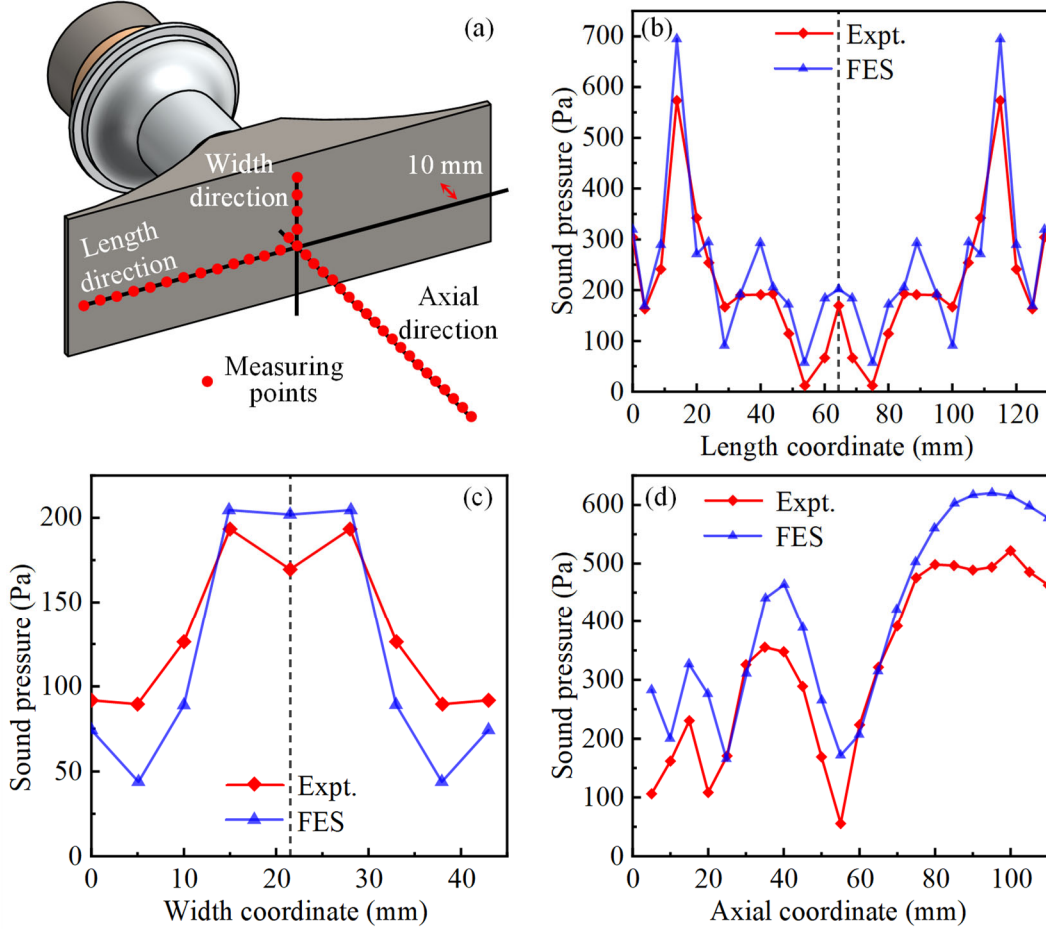 (a)
Width
direction
10 mm
Length
direction
Axial
direction
Measuring
points
(b)
Expt.
FES
Sound pressure (Pa)
700
600
500
400
300
200
100
0
0 20 40 60 80 100 120
Length coordinate (mm)
(c)
Expt.
FES
Sound pressure (Pa)
200
150
100
50
0
0 10 20 30 40
Width coordinate (mm)
(d)
Expt.
FES
Sound pressure (Pa)
600
500
400
300
200
100
0
0 20 40 60 80 100
Axial coordinate (mm)